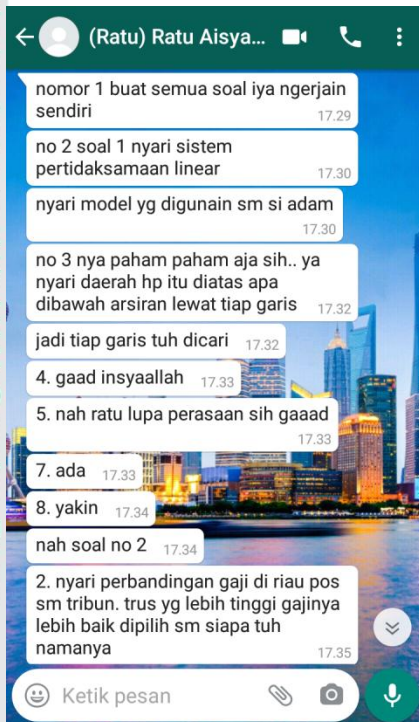 (Ratu) Ratu Aisya...
nomor 1 buat semua soal iya ngerjain
sendiri
17.29
no 2 soal 1 nyari sistem
pertidaksamaan linear
17.30
nyari model yg digunain sm si adam
17.30
no 3 nya paham paham aja sih.. ya
nyari daerah hp itu diatas apa
dibawah arsiran lewat tiap garis 17.32
jadi tiap garis tuh dicari 17.32
4. gaad insyaallah 17.33
5. nah ratu lupa perasaan sih gaaad
17.33
7. ada 17.33
8. yakin 17.34
nah soal no 2 17.34
2. nyari perbandingan gaji di riau pos
sm tribun. trus yg lebih tinggi gajinya
lebih baik dipilih sm siapa tuh
namanya 17.35
Ketik pesan